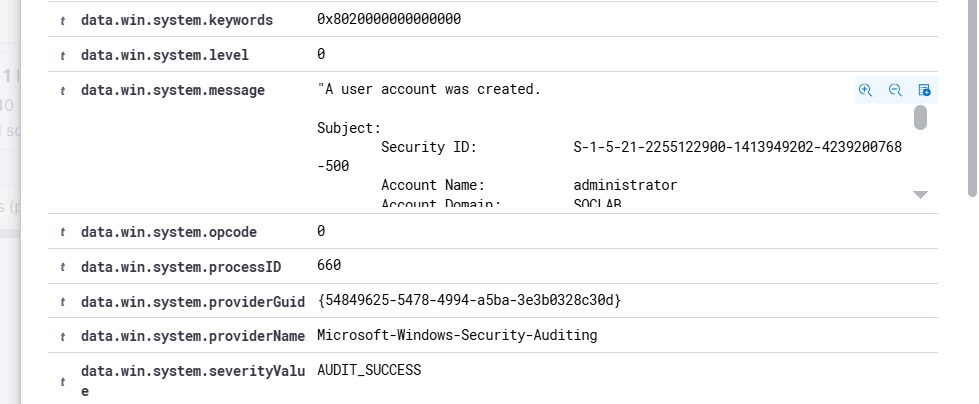 t data.win.system.keywords 0x8020000000000000
t data.win.system.level 0
t data.win.system.message "A user account was created.
Subject:
Security ID: S-1-5-21-2255122900-1413949202-4239200768
-500
Account Name: administrator
Account Domain: SOCLAB
t data.win.system.opcode 0
t data.win.system.processID 660
t data.win.system.providerGuid {54849625-5478-4994-a5ba-3e3b0328c30d}
t data.win.system.providerName Microsoft-Windows-Security-Auditing
t data.win.system.severityValu
e AUDIT_SUCCESS